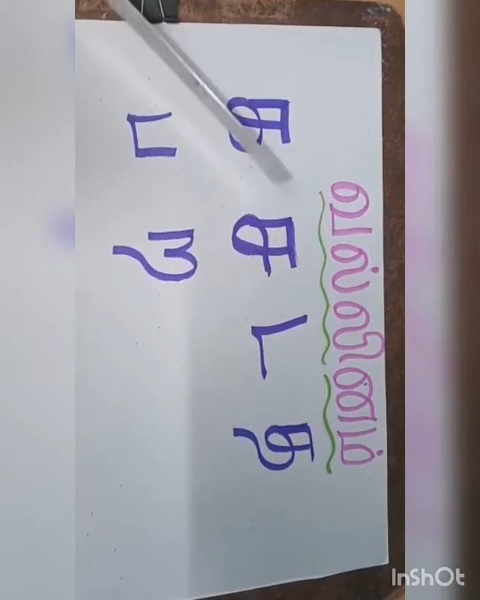 வல்லினம்
க ச ட த
ப ற
InShOt